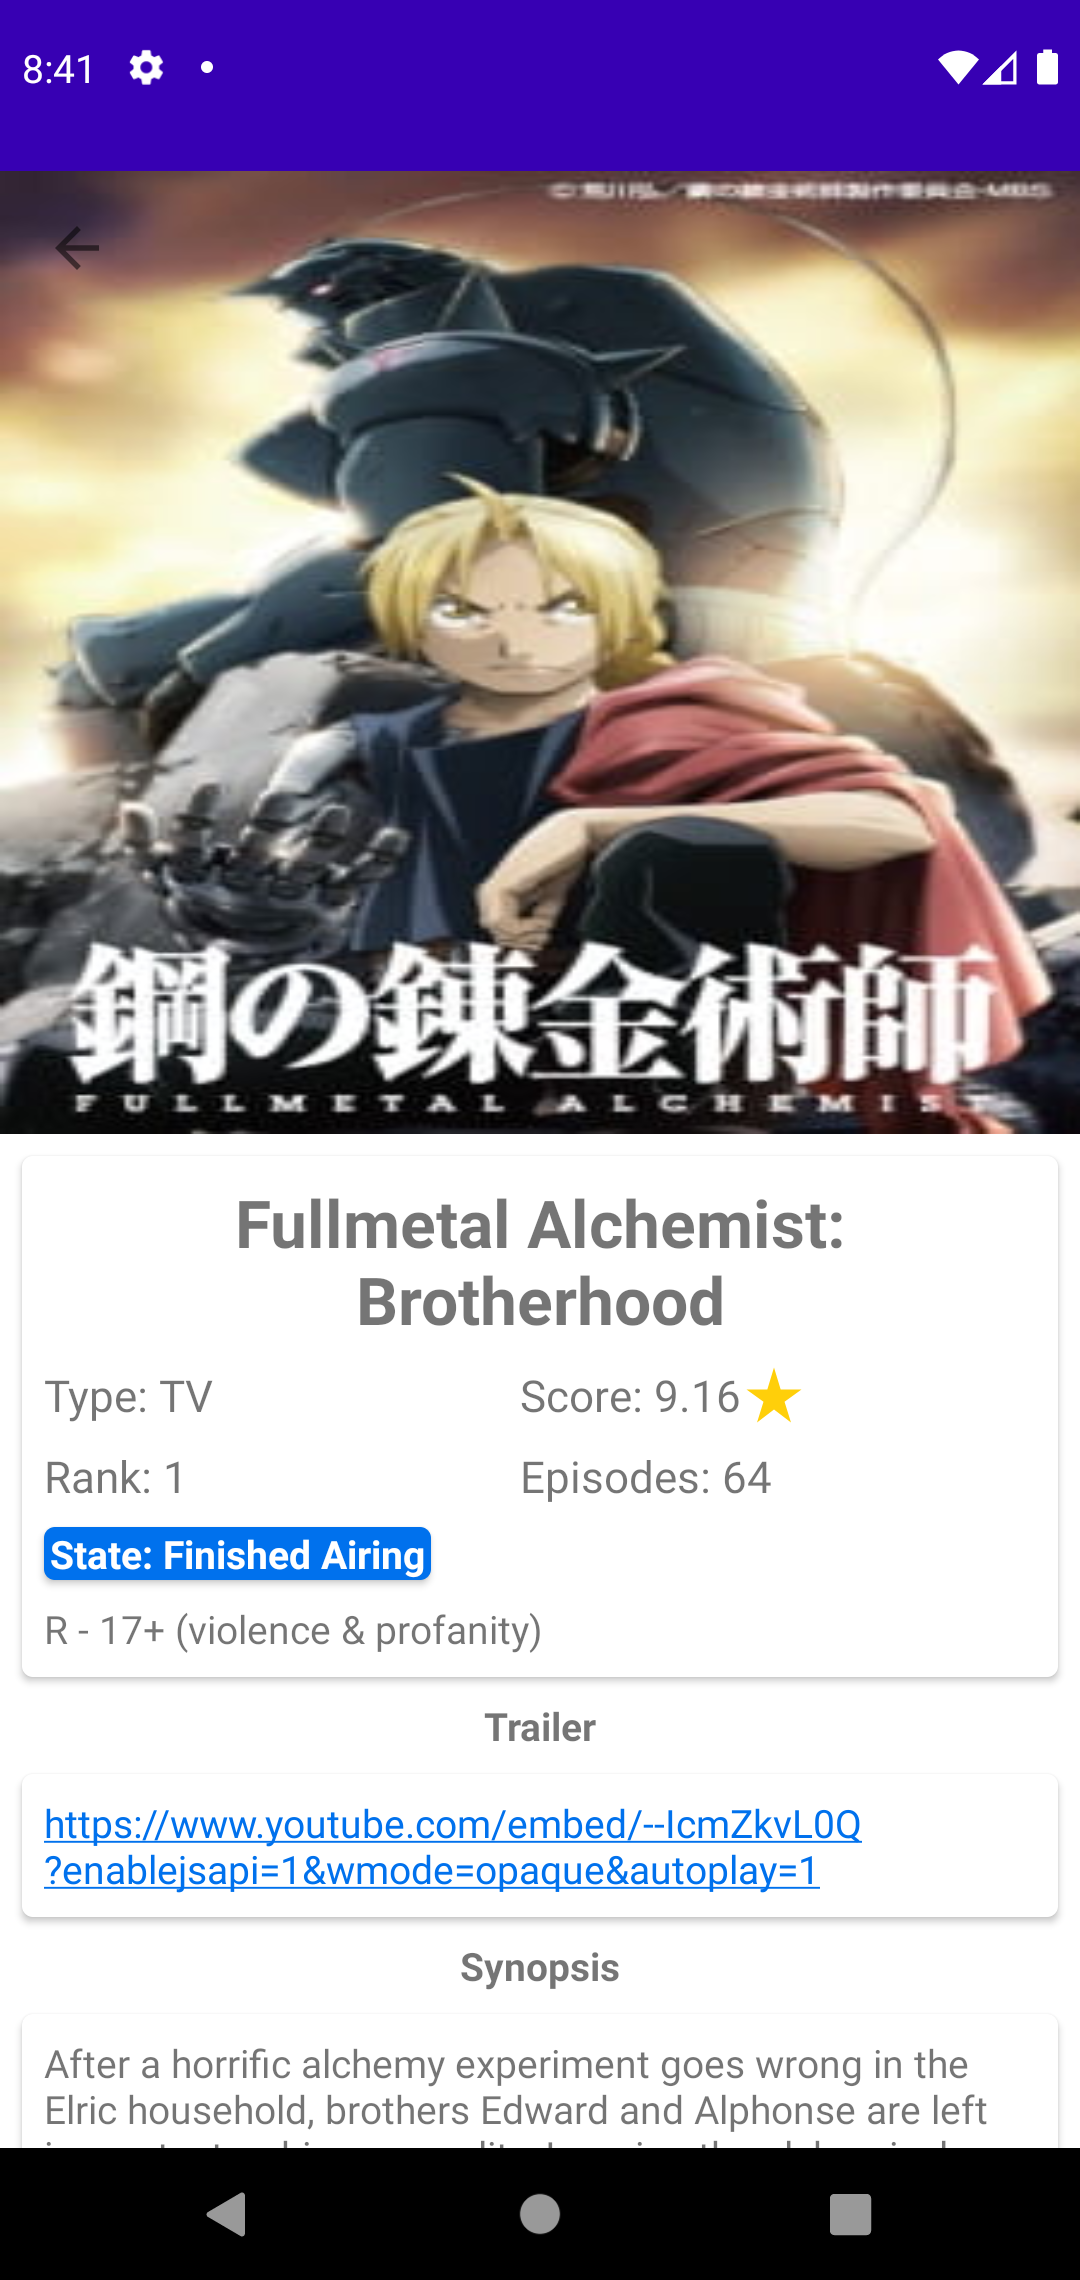 8:41
鋼の錬金術師
FULLMETAL ALCHEMIST
Fullmetal Alchemist:
Brotherhood
Type: TV
Score: 9.16
Rank: 1
Episodes: 64
State: Finished Airing
R - 17+ (violence & profanity)
Trailer
https://www.youtube.com/embed/--IcmZkvL0Q
?enablejsapi=1&wmode=opaque&autoplay=1
Synopsis
After a horrific alchemy experiment goes wrong in the
Elric household, brothers Edward and Alphonse are left